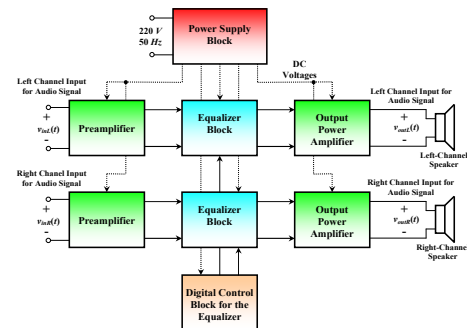 220 V
50 Hz
Power Supply
Block
DC
Voltages
Left Channel Input
for Audio Signal
+
vinL(t)
-
Preamplifier
Equalizer
Block
Output
Power
Amplifier
Left Channel Input for
Audio Signal
+
voutL(t)
-
Left-Channel
Speaker
Right Channel Input
for Audio Signal
+
vinR(t)
-
Preamplifier
Equalizer
Block
Output
Power
Amplifier
Right Channel Input for
Audio Signal
+
voutR(t)
-
Right-Channel
Speaker
Digital Control
Block for the
Equalizer